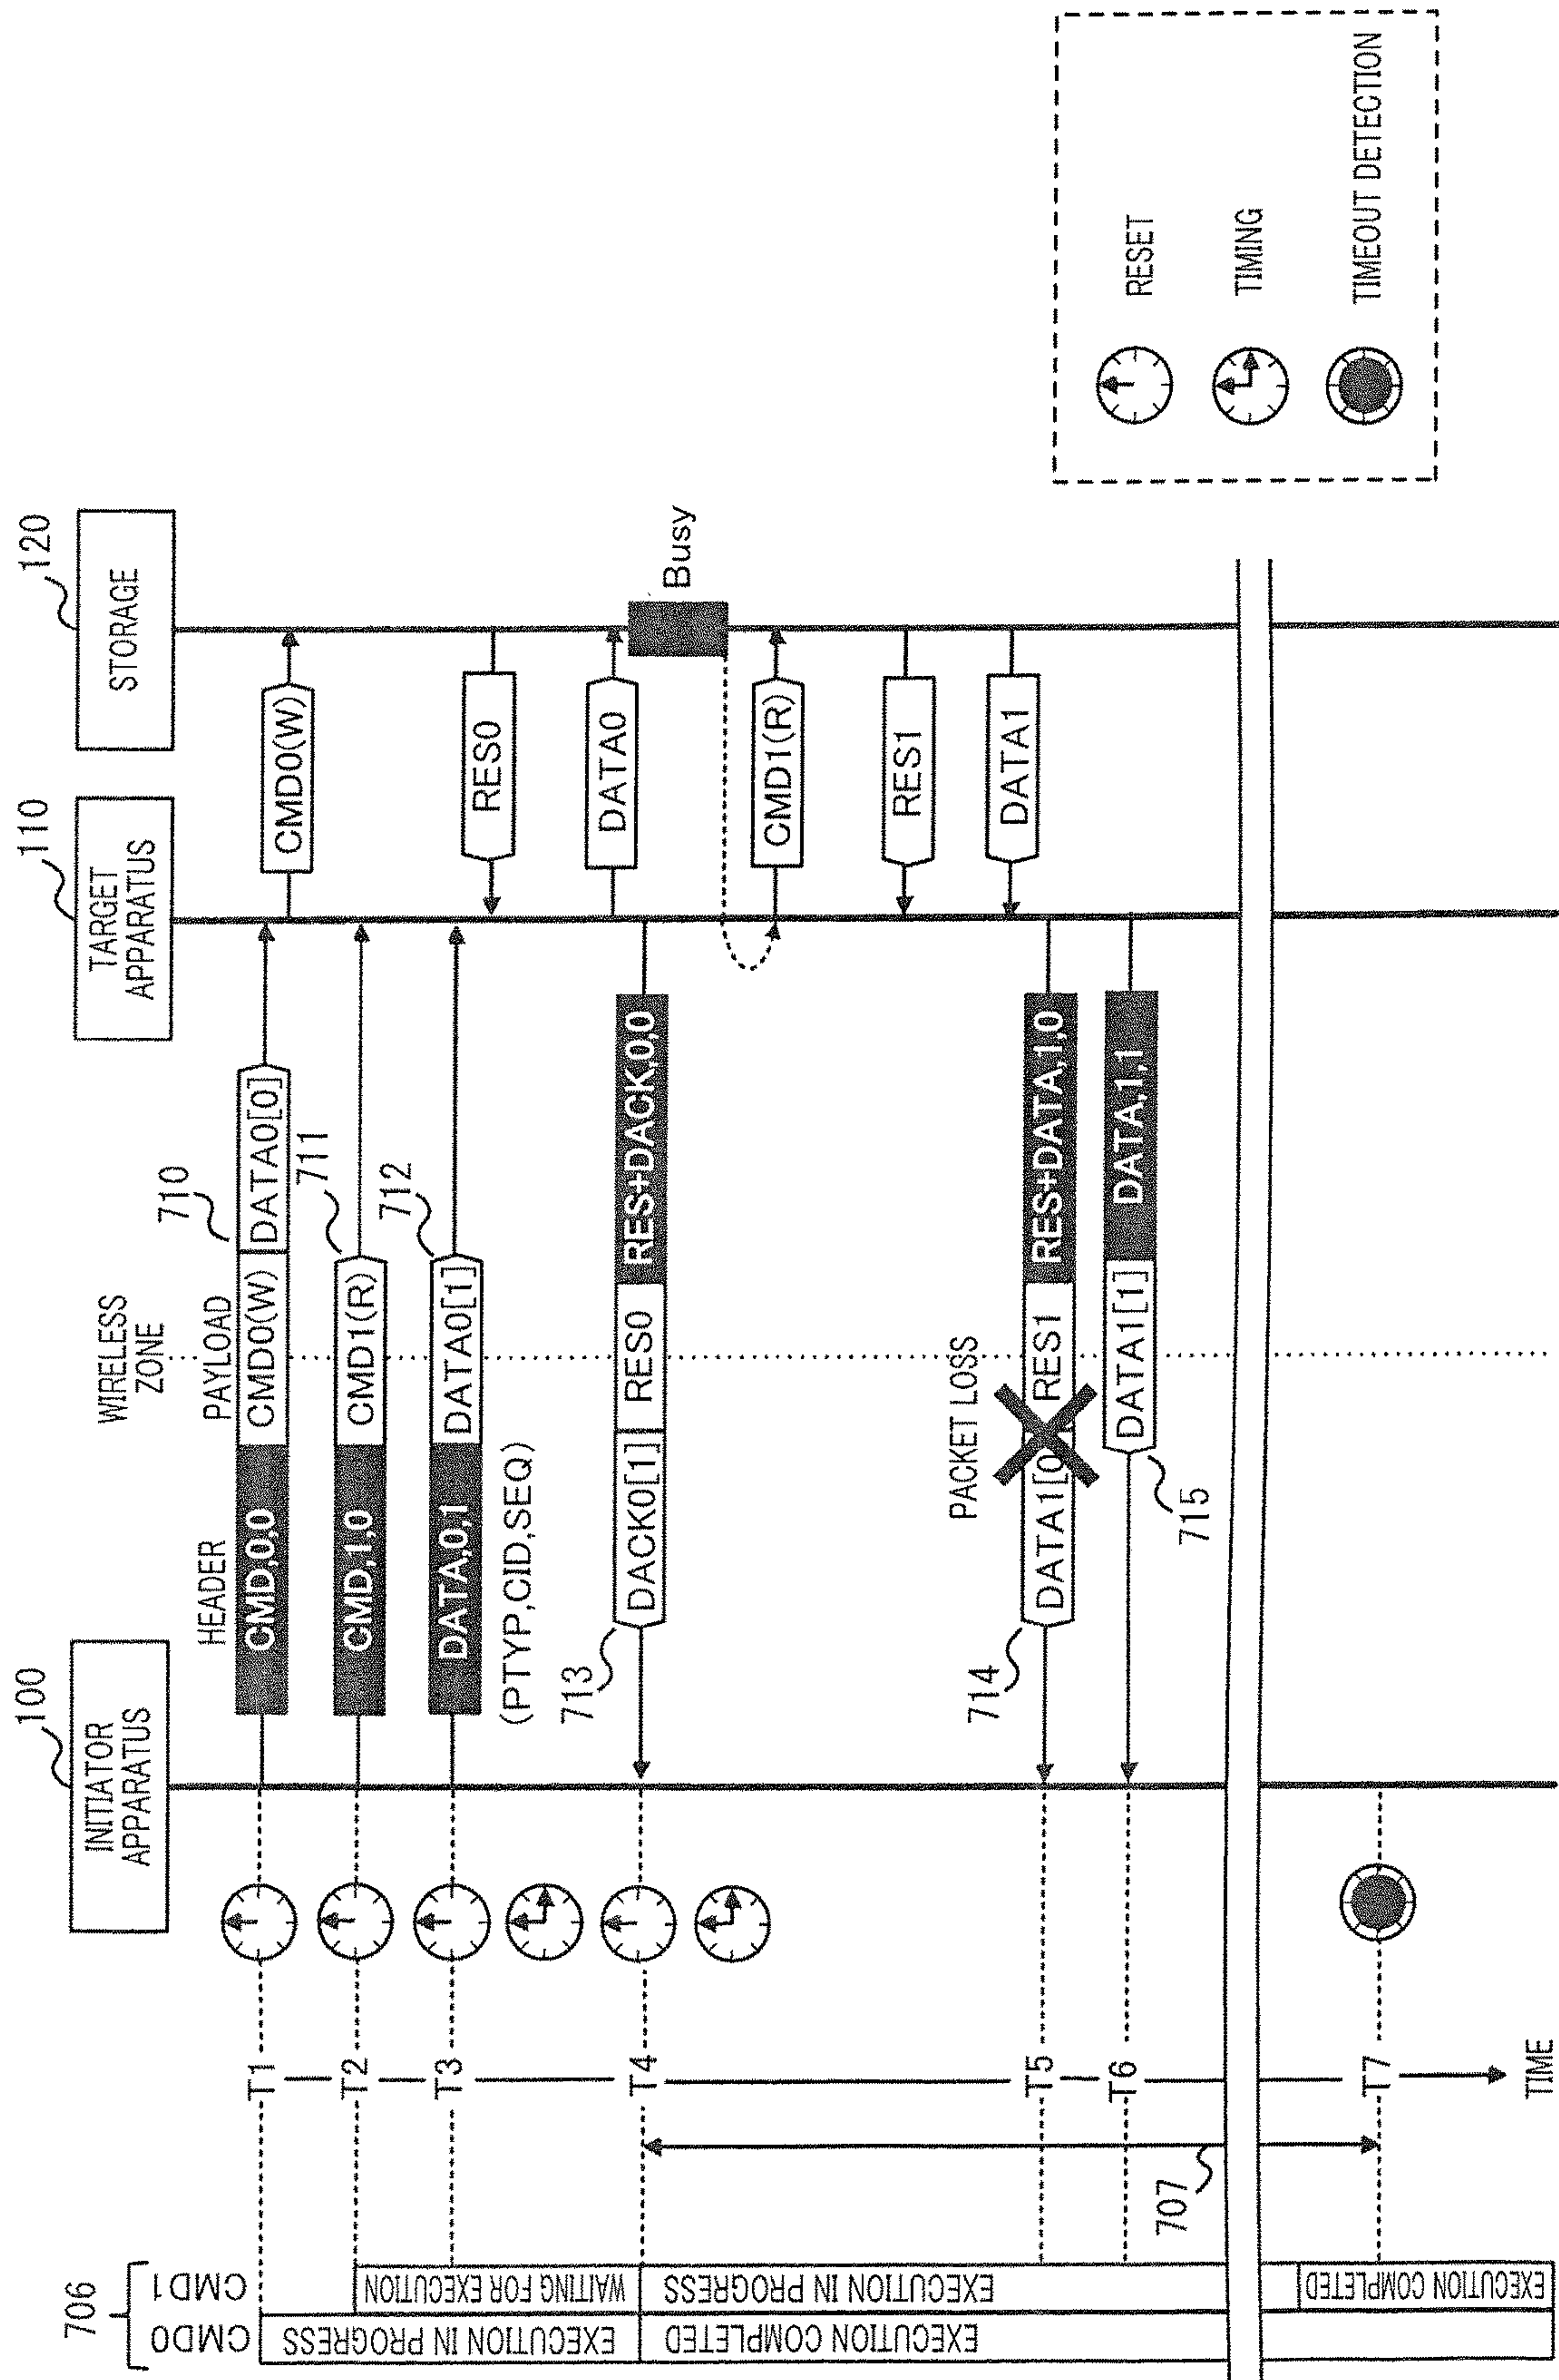 706
CMD0
CMD1
EXECUTION IN PROGRESS
EXECUTION COMPLETED
WAITING FOR EXECUTION
EXECUTION IN PROGRESS
EXECUTION COMPLETED
707
T1
T2
T3
T4
T5
T6
T7
TIME
100
INITIATOR
APPARATUS
WIRELESS
ZONE
HEADER
PAYLOAD
710
CMD,0,0
CMD0(W)
DATA0[0]
711
CMD,1,0
CMD1(R)
712
DATA,0,1
DATA0[1]
(PTYP,CID,SEQ)
713
DACK0[1]
RES0
RES+DACK,0,0
PACKET LOSS
714
DATA1[0]
RES1
RES+DATA,1,0
715
DATA1[1]
DATA,1,1
110
TARGET
APPARATUS
120
STORAGE
CMD0(W)
RES0
DATA0
Busy
CMD1(R)
RES1
DATA1
RESET
TIMING
TIMEOUT DETECTION